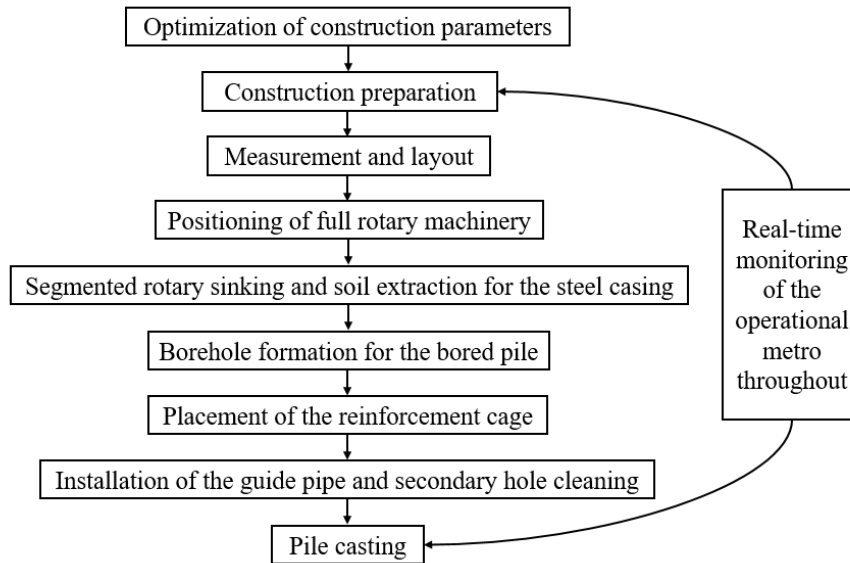 Optimization of construction parameters
Construction preparation
Measurement and layout
Positioning of full rotary machinery
Segmented rotary sinking and soil extraction for the steel casing
Borehole formation for the bored pile
Placement of the reinforcement cage
Installation of the guide pipe and secondary hole cleaning
Pile casting
Real-time
monitoring
of the
operational
metro
throughout